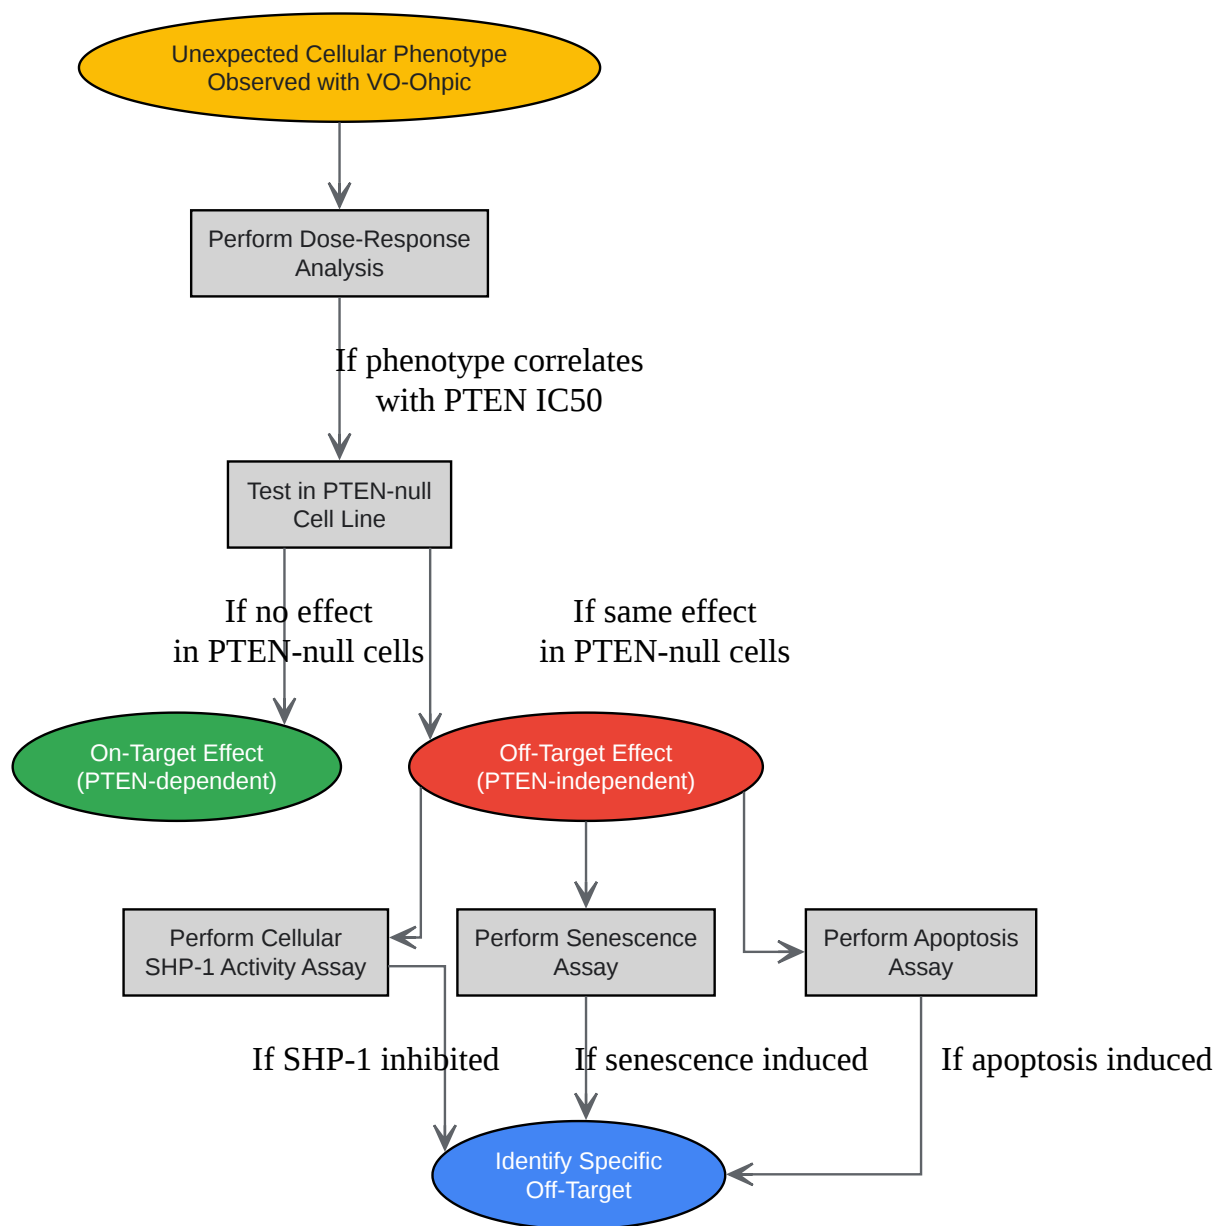 Unexpected Cellular Phenotype
Observed with VO-Ohpic
Perform Dose-Response
Analysis
If phenotype correlates
with PTEN IC50
Test in PTEN-null
Cell Line
If no effect
in PTEN-null cells
If same effect
in PTEN-null cells
On-Target Effect
(PTEN-dependent)
Off-Target Effect
(PTEN-independent)
Perform Cellular
SHP-1 Activity Assay
Perform Senescence
Assay
Perform Apoptosis
Assay
If SHP-1 inhibited
If senescence induced
If apoptosis induced
Identify Specific
Off-Target